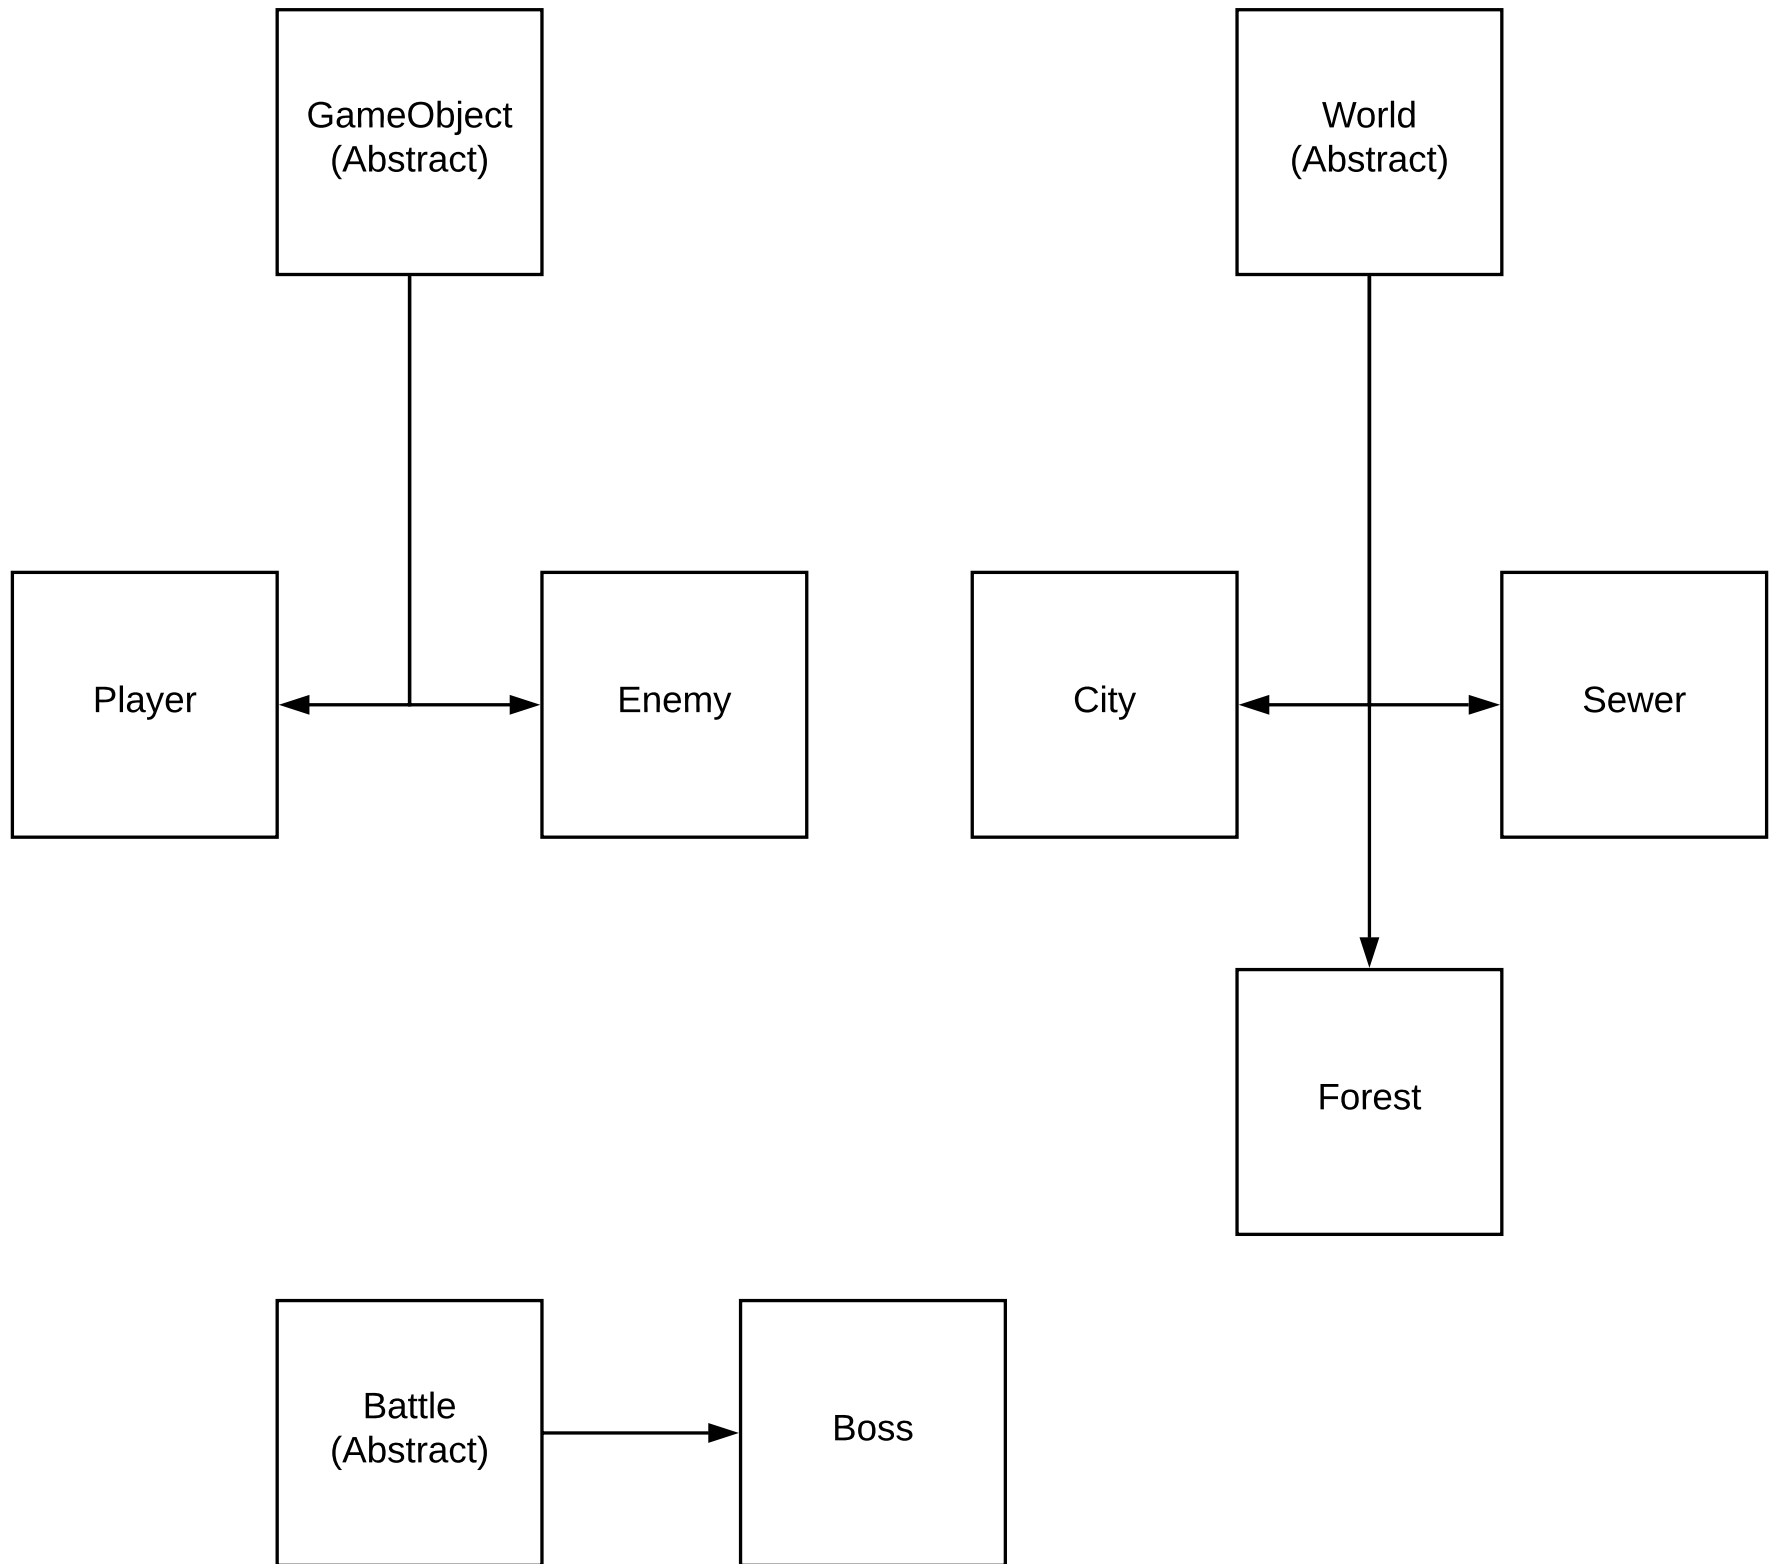 GameObject
(Abstract)
World
(Abstract)
Player
Enemy
City
Sewer
Forest
Battle
(Abstract)
Boss